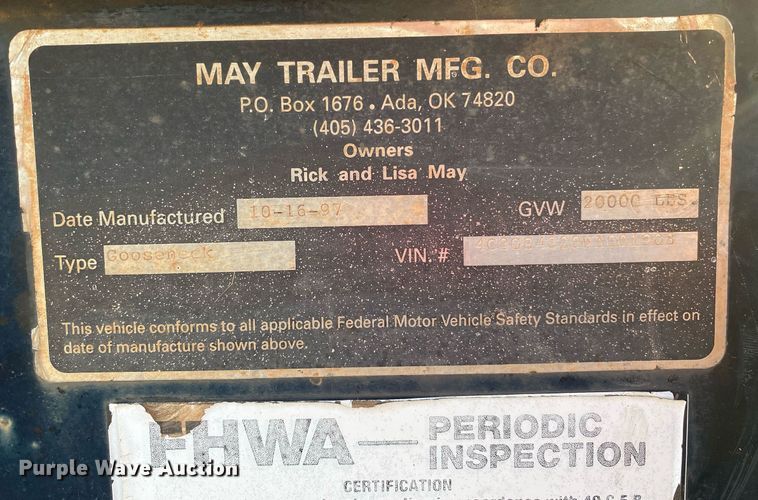 MAY TRAILER MFG. CO.
P.O. Box 1676 • Ada, OK 74820
(405) 436-3011
Owners
Rick and Lisa May
Date Manufactured 10-16-97 GVW 20000 LBS.
Type Gooseneck VIN. #
This vehicle conforms to all applicable Federal Motor Vehicle Safety Standards in effect on
date of manufacture shown above.
FHWA — PERIODIC
INSPECTION
CERTIFICATION
Purple Wave Auction